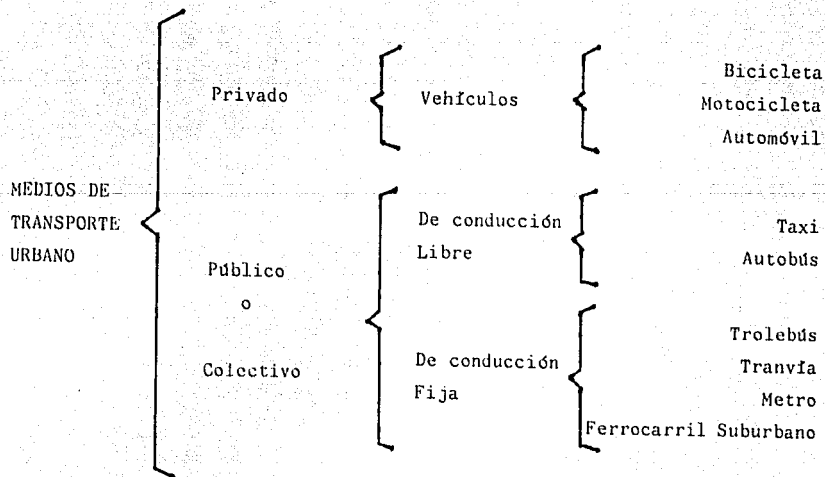 MEDIOS DE
TRANSPORTE
URBANO
Privado
Vehículos
Bicicleta
Motocicleta
Automóvil
Público
o
Colectivo
De conducción
Libre
Taxi
Autobús
De conducción
Fija
Trolebús
Tranvía
Metro
Ferrocarril Suburbano